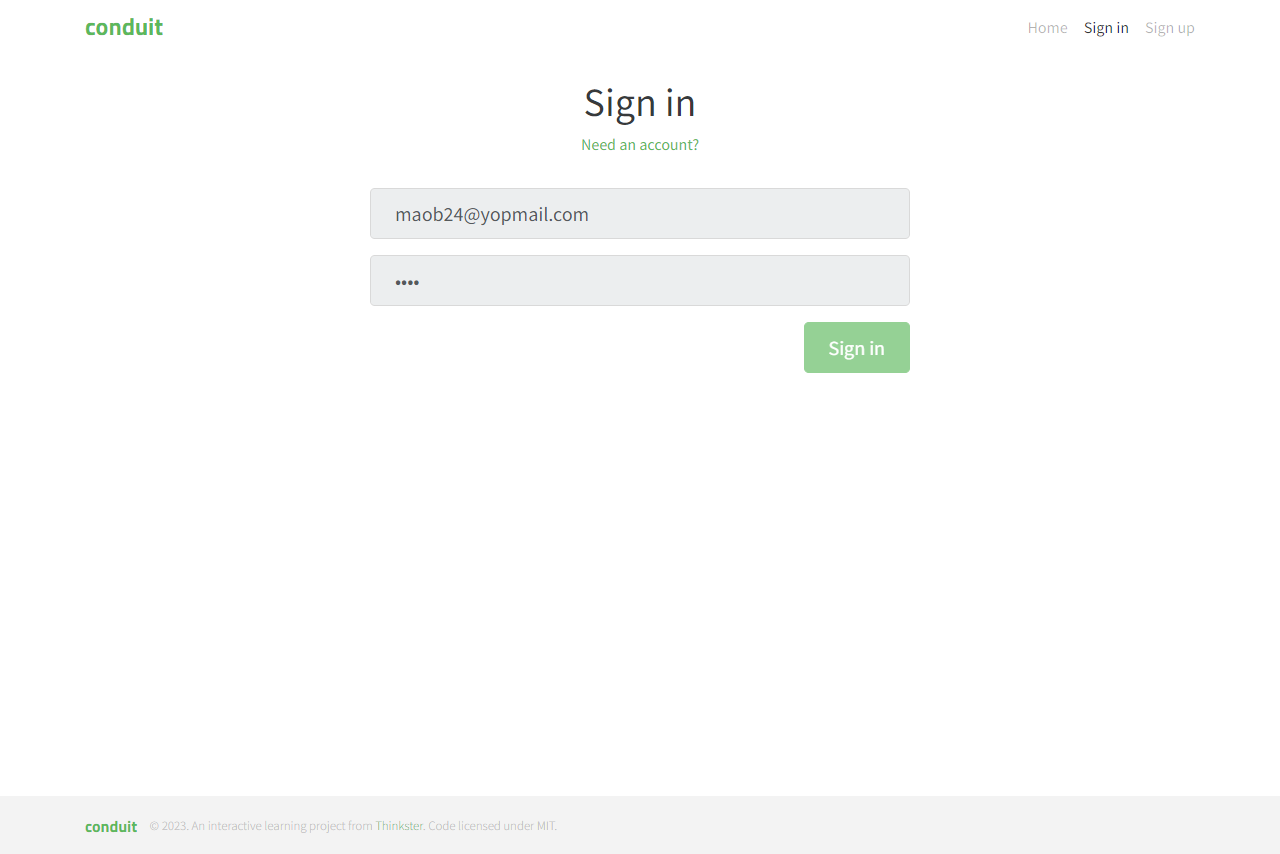 conduit
Home Sign in Sign up
Sign in
Need an account?
maob24@yopmail.com
••••
Sign in
conduit © 2023. An interactive learning project from Thinkster. Code licensed under MIT.